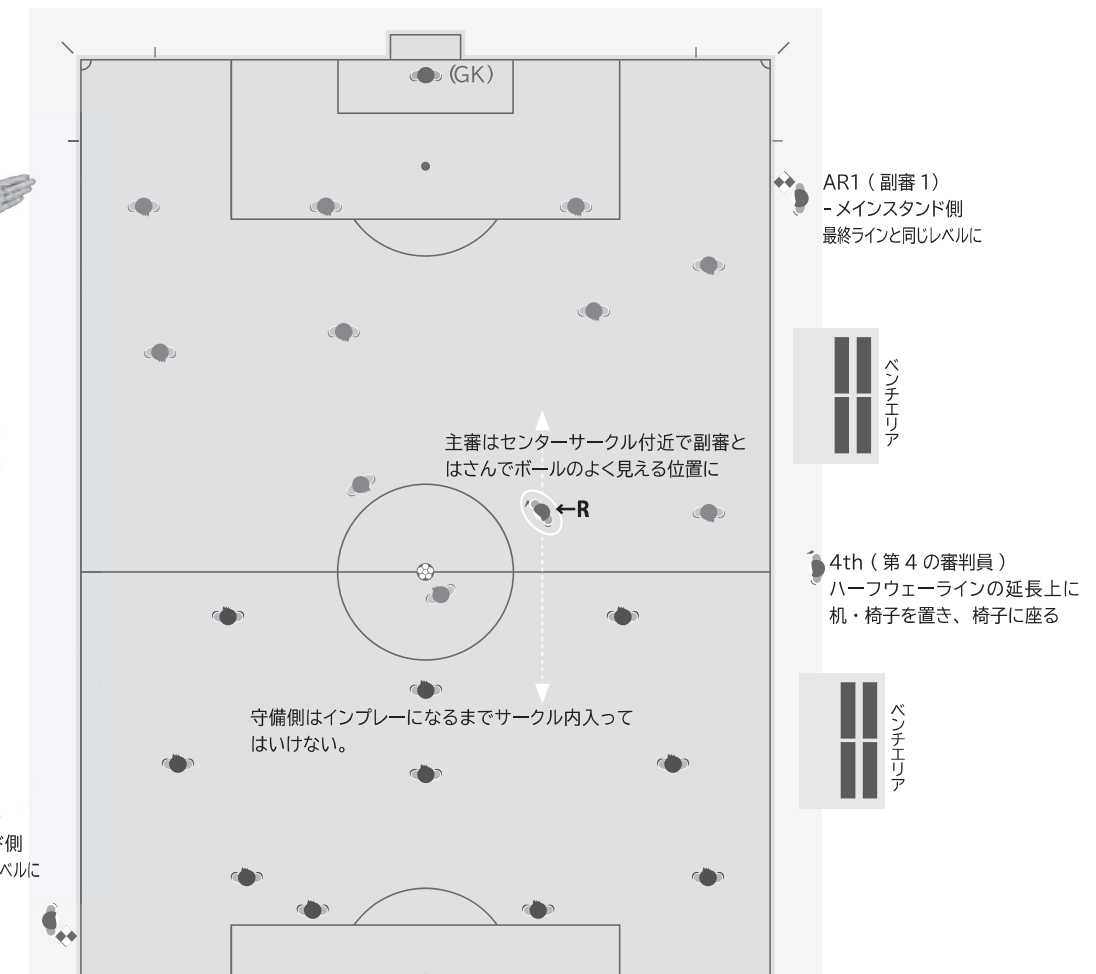 (GK)
AR1（副審1）
- メインスタンド側
最終ラインと同じレベルに
ベンチエリア
主審はセンターサークル付近で副審と
はさんでボールのよく見える位置に
←R
4th（第4の審判員）
ハーフウェーラインの延長上に
机・椅子を置き、椅子に座る
守備側はインプレーになるまでサークル内入って
はいけない。
ベンチエリア
ド側
ベルに